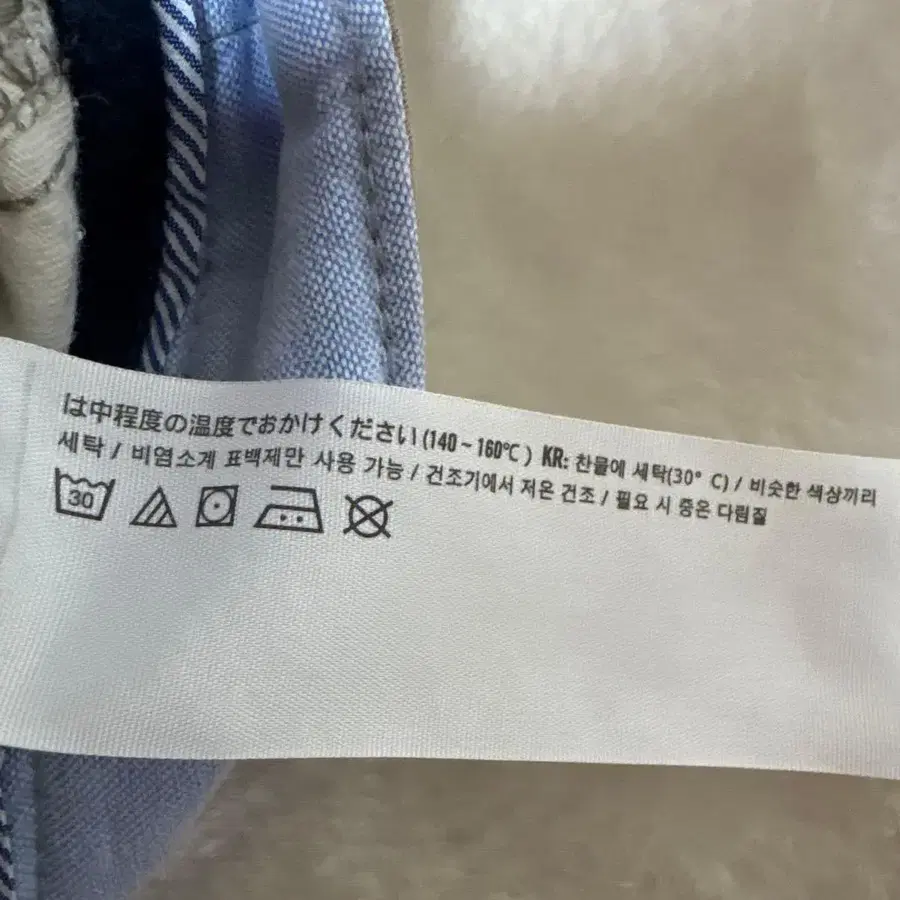 は中程度の温度でおかけください(140~160℃) KR: 찬물에 세탁(30° C) / 비슷한 색상끼리
세탁 / 비염소계 표백제만 사용 가능 / 건조기에서 저온 건조 / 필요 시 중온 다림질
30